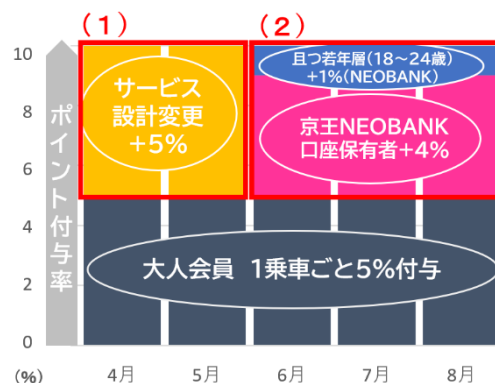 (1)
(2)
10
8
6
4
2
0
(%)
ポイント付与率
サービス
設計変更
+5%
且つ若年層(18〜24歳)
+1%(NEOBANK)
京王NEOBANK
口座保有者+4%
大人会員 1乗車ごと5%付与
4月
5月
6月
7月
8月